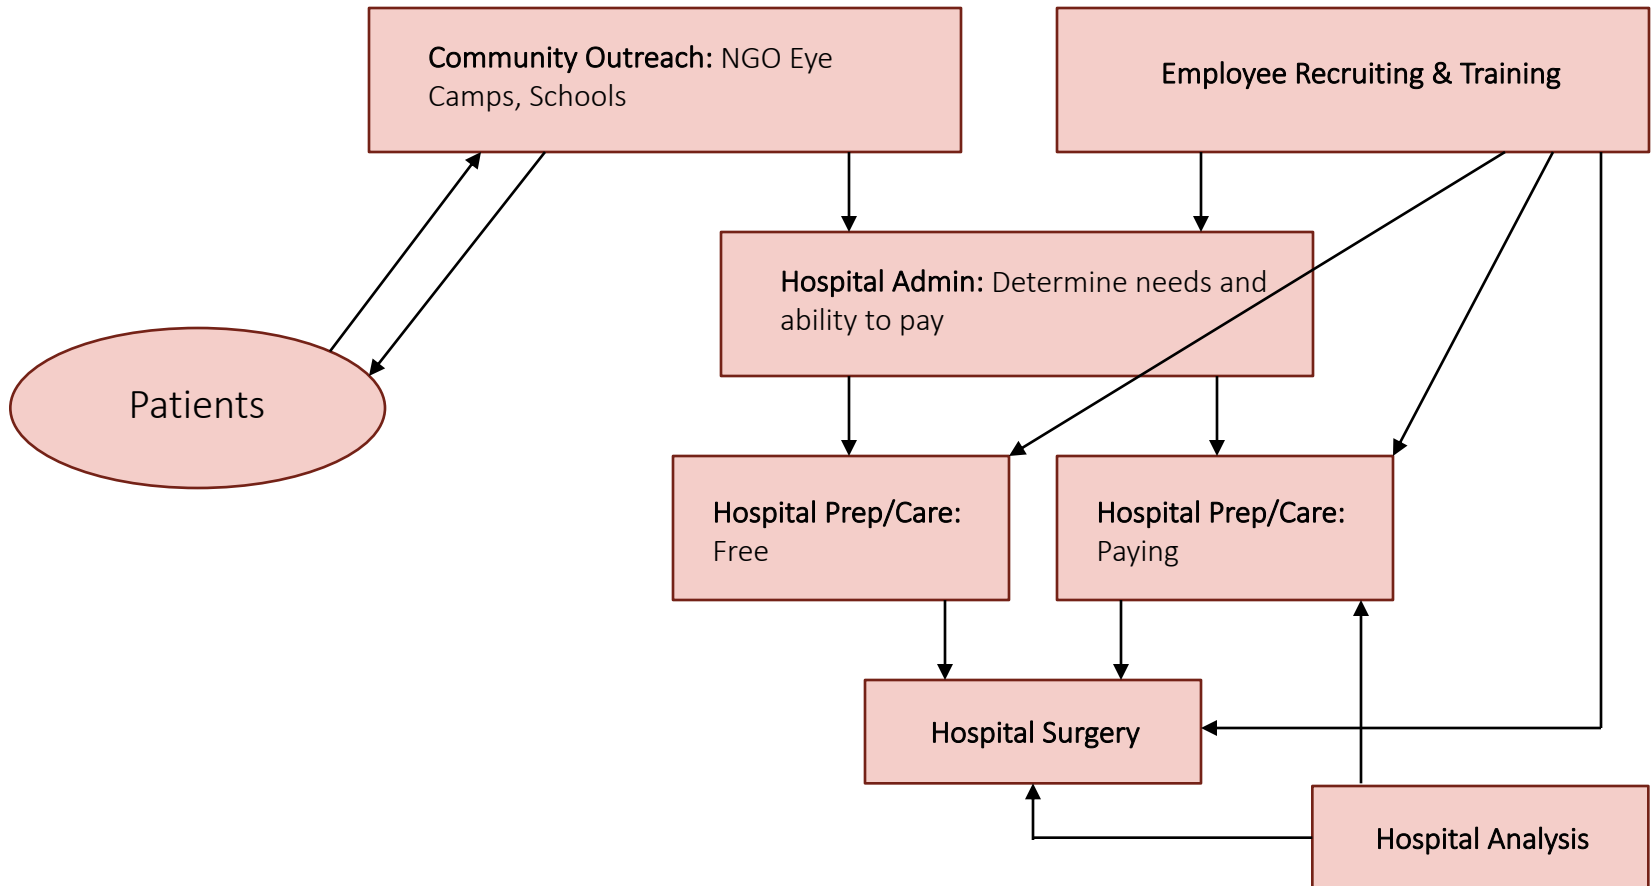 Community Outreach: NGO Eye
Camps, Schools
Employee Recruiting & Training
Hospital Admin: Determine needs and
ability to pay
Patients
Hospital Prep/Care:
Free
Hospital Prep/Care:
Paying
Hospital Surgery
Hospital Analysis